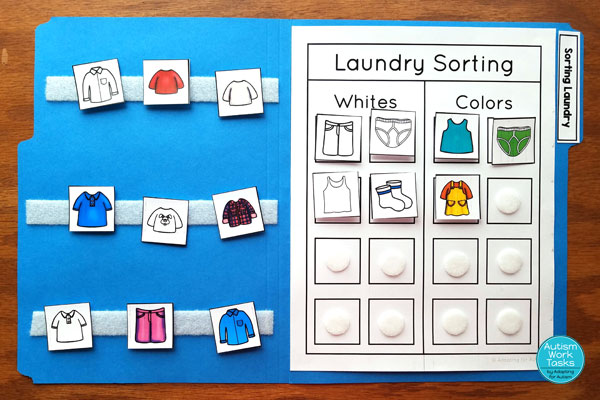 Laundry Sorting
Whites
Colors
Sorting Laundry
Autism
Work
Tasks
by Adapting
for Autism